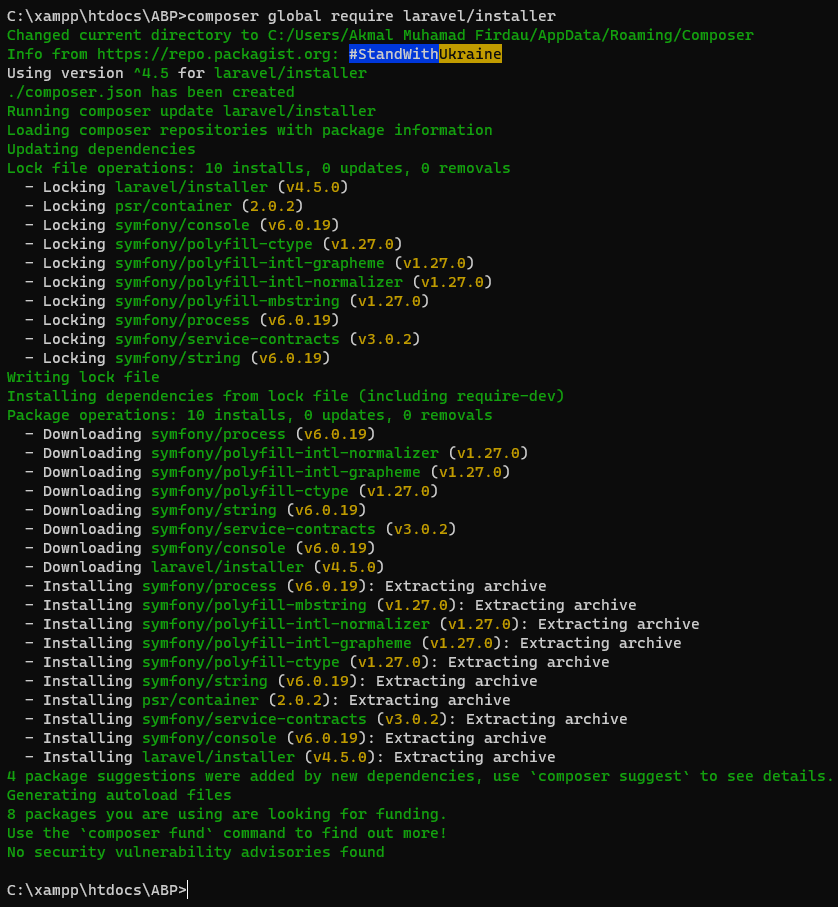 C:\xampp\htdocs\ABP>composer global require laravel/installer
Changed current directory to C:/Users/Akmal Muhamad Firdau/AppData/Roaming/Composer
Info from https://repo.packagist.org: #StandWithUkraine
Using version ^4.5 for laravel/installer
./composer.json has been created
Running composer update laravel/installer
Loading composer repositories with package information
Updating dependencies
Lock file operations: 10 installs, 0 updates, 0 removals
  - Locking laravel/installer (v4.5.0)
  - Locking psr/container (2.0.2)
  - Locking symfony/console (v6.0.19)
  - Locking symfony/polyfill-ctype (v1.27.0)
  - Locking symfony/polyfill-intl-grapheme (v1.27.0)
  - Locking symfony/polyfill-intl-normalizer (v1.27.0)
  - Locking symfony/polyfill-mbstring (v1.27.0)
  - Locking symfony/process (v6.0.19)
  - Locking symfony/service-contracts (v3.0.2)
  - Locking symfony/string (v6.0.19)
Writing lock file
Installing dependencies from lock file (including require-dev)
Package operations: 10 installs, 0 updates, 0 removals
  - Downloading symfony/process (v6.0.19)
  - Downloading symfony/polyfill-intl-normalizer (v1.27.0)
  - Downloading symfony/polyfill-intl-grapheme (v1.27.0)
  - Downloading symfony/polyfill-ctype (v1.27.0)
  - Downloading symfony/string (v6.0.19)
  - Downloading symfony/service-contracts (v3.0.2)
  - Downloading symfony/console (v6.0.19)
  - Downloading laravel/installer (v4.5.0)
  - Installing symfony/process (v6.0.19): Extracting archive
  - Installing symfony/polyfill-mbstring (v1.27.0): Extracting archive
  - Installing symfony/polyfill-intl-normalizer (v1.27.0): Extracting archive
  - Installing symfony/polyfill-intl-grapheme (v1.27.0): Extracting archive
  - Installing symfony/polyfill-ctype (v1.27.0): Extracting archive
  - Installing symfony/string (v6.0.19): Extracting archive
  - Installing psr/container (2.0.2): Extracting archive
  - Installing symfony/service-contracts (v3.0.2): Extracting archive
  - Installing symfony/console (v6.0.19): Extracting archive
  - Installing laravel/installer (v4.5.0): Extracting archive
4 package suggestions were added by new dependencies, use `composer suggest` to see details.
Generating autoload files
8 packages you are using are looking for funding.
Use the `composer fund` command to find out more!
No security vulnerability advisories found
C:\xampp\htdocs\ABP>